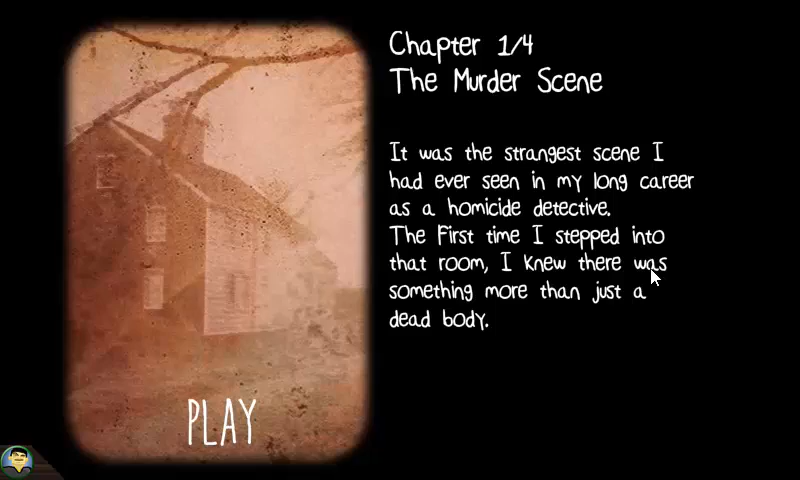 Chapter 1/4
The Murder Scene
It was the strangest scene I
had ever seen in my long career
as a homicide detective.
The First time I stepped into
that room, I knew there was
something more than just a
dead body.
PLAY